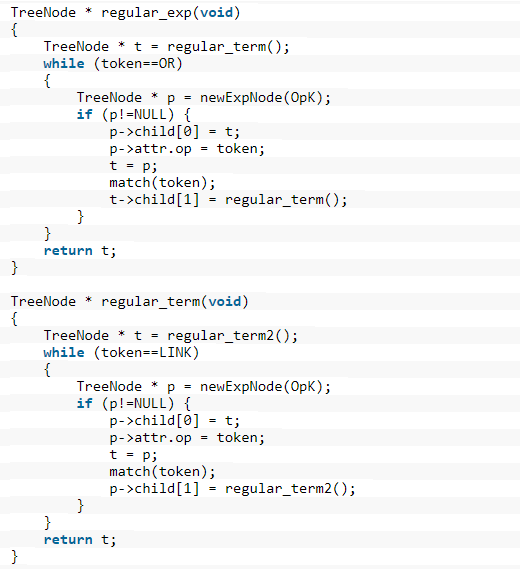 TreeNode * regular_exp(void)
{
    TreeNode * t = regular_term();
    while (token==OR)
    {
        TreeNode * p = newExpNode(OpK);
        if (p!=NULL) {
            p->child[0] = t;
            p->attr.op = token;
            t = p;
            match(token);
            t->child[1] = regular_term();
        }
    }
    return t;
}

TreeNode * regular_term(void)
{
    TreeNode * t = regular_term2();
    while (token==LINK)
    {
        TreeNode * p = newExpNode(OpK);
        if (p!=NULL) {
            p->child[0] = t;
            p->attr.op = token;
            t = p;
            match(token);
            p->child[1] = regular_term2();
        }
    }
    return t;
}